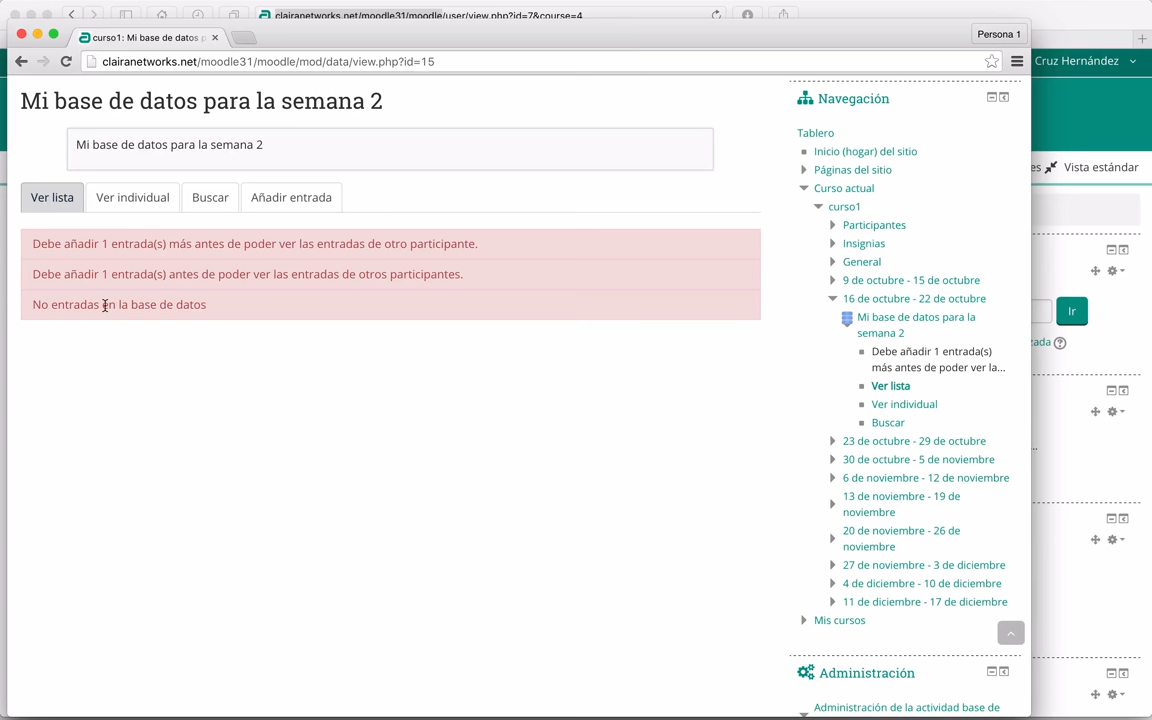 clairanetworks.net/moodle31/moodle/user/view.php?id=7&course=4
curso1: Mi base de datos p
Persona 1
clairanetworks.net/moodle31/moodle/mod/data/view.php?id=15
Cruz Hernández
es Vista estándar
Mi base de datos para la semana 2
Mi base de datos para la semana 2
Ver lista
Ver individual
Buscar
Añadir entrada
Debe añadir 1 entrada(s) más antes de poder ver las entradas de otro participante.
Debe añadir 1 entrada(s) antes de poder ver las entradas de otros participantes.
No entradas en la base de datos
Navegación
Tablero
Inicio (hogar) del sitio
Páginas del sitio
Curso actual
curso1
Participantes
Insignias
General
9 de octubre - 15 de octubre
16 de octubre - 22 de octubre
Mi base de datos para la
semana 2
Debe añadir 1 entrada(s)
más antes de poder ver la...
Ver lista
Ver individual
Buscar
23 de octubre - 29 de octubre
30 de octubre - 5 de noviembre
6 de noviembre - 12 de noviembre
13 de noviembre - 19 de
noviembre
20 de noviembre - 26 de
noviembre
27 de noviembre - 3 de diciembre
4 de diciembre - 10 de diciembre
11 de diciembre - 17 de diciembre
Mis cursos
Administración
Administración de la actividad base de
Ir
zada
...